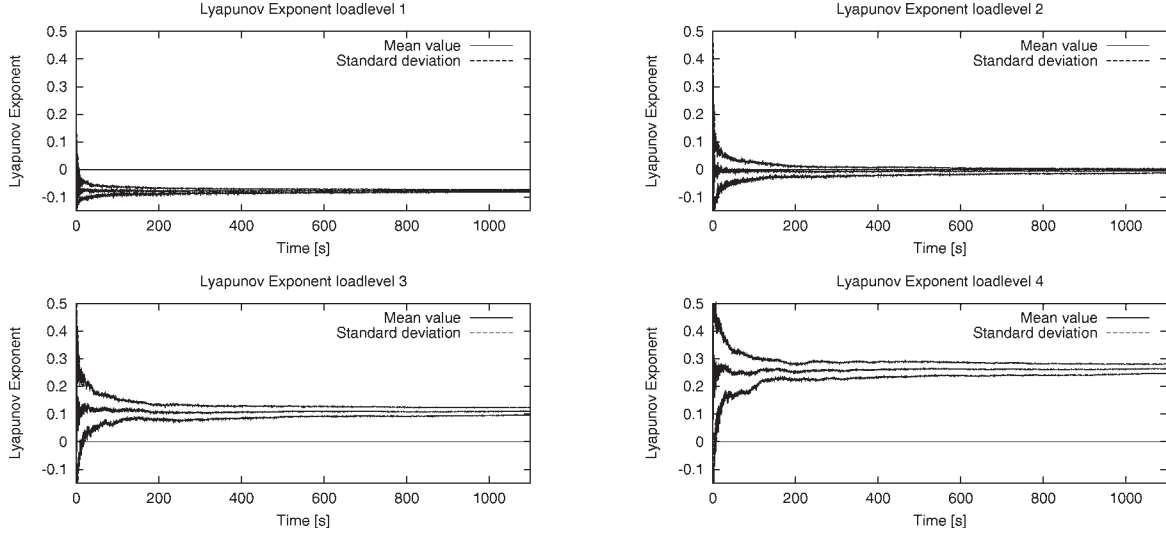 Lyapunov Exponent loadlevel 1
0.5
Mean value
0.4
Standard deviation
0.3
0.2
0.1
0
-0.1
Lyapunov Exponent
0 200 400 600 800 1000
Time [s]
Lyapunov Exponent loadlevel 2
0.5
Mean value
0.4
Standard deviation
0.3
0.2
0.1
0
-0.1
Lyapunov Exponent
0 200 400 600 800 1000
Time [s]
Lyapunov Exponent loadlevel 3
0.5
Mean value
0.4
Standard deviation
0.3
0.2
0.1
0
-0.1
Lyapunov Exponent
0 200 400 600 800 1000
Time [s]
Lyapunov Exponent loadlevel 4
0.5
Mean value
0.4
Standard deviation
0.3
0.2
0.1
0
-0.1
Lyapunov Exponent
0 200 400 600 800 1000
Time [s]